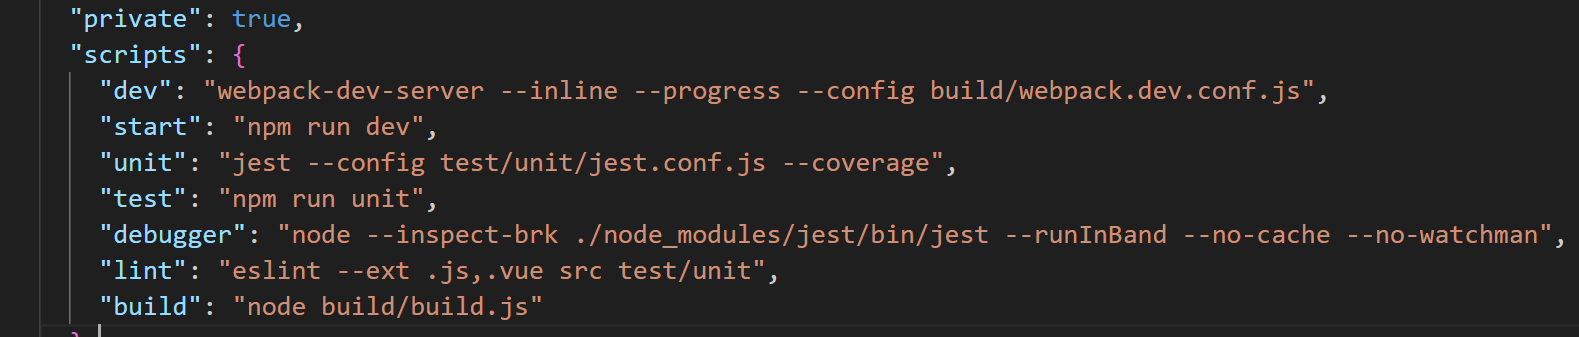 "private": true,
"scripts": {
"dev": "webpack-dev-server --inline --progress --config build/webpack.dev.conf.js",
"start": "npm run dev",
"unit": "jest --config test/unit/jest.conf.js --coverage",
"test": "npm run unit",
"debugger": "node --inspect-brk ./node_modules/jest/bin/jest --runInBand --no-cache --no-watchman",
"lint": "eslint --ext .js,.vue src test/unit",
"build": "node build/build.js"
}